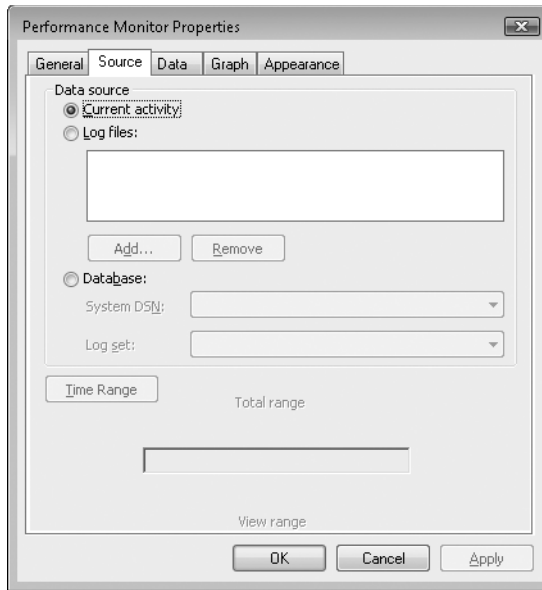 Performance Monitor Properties
General Source Data Graph Appearance
Data source
Current activity
Log files:
Add... Remove
Database:
System DSN:
Log set:
Time Range
Total range
View range
OK Cancel Apply